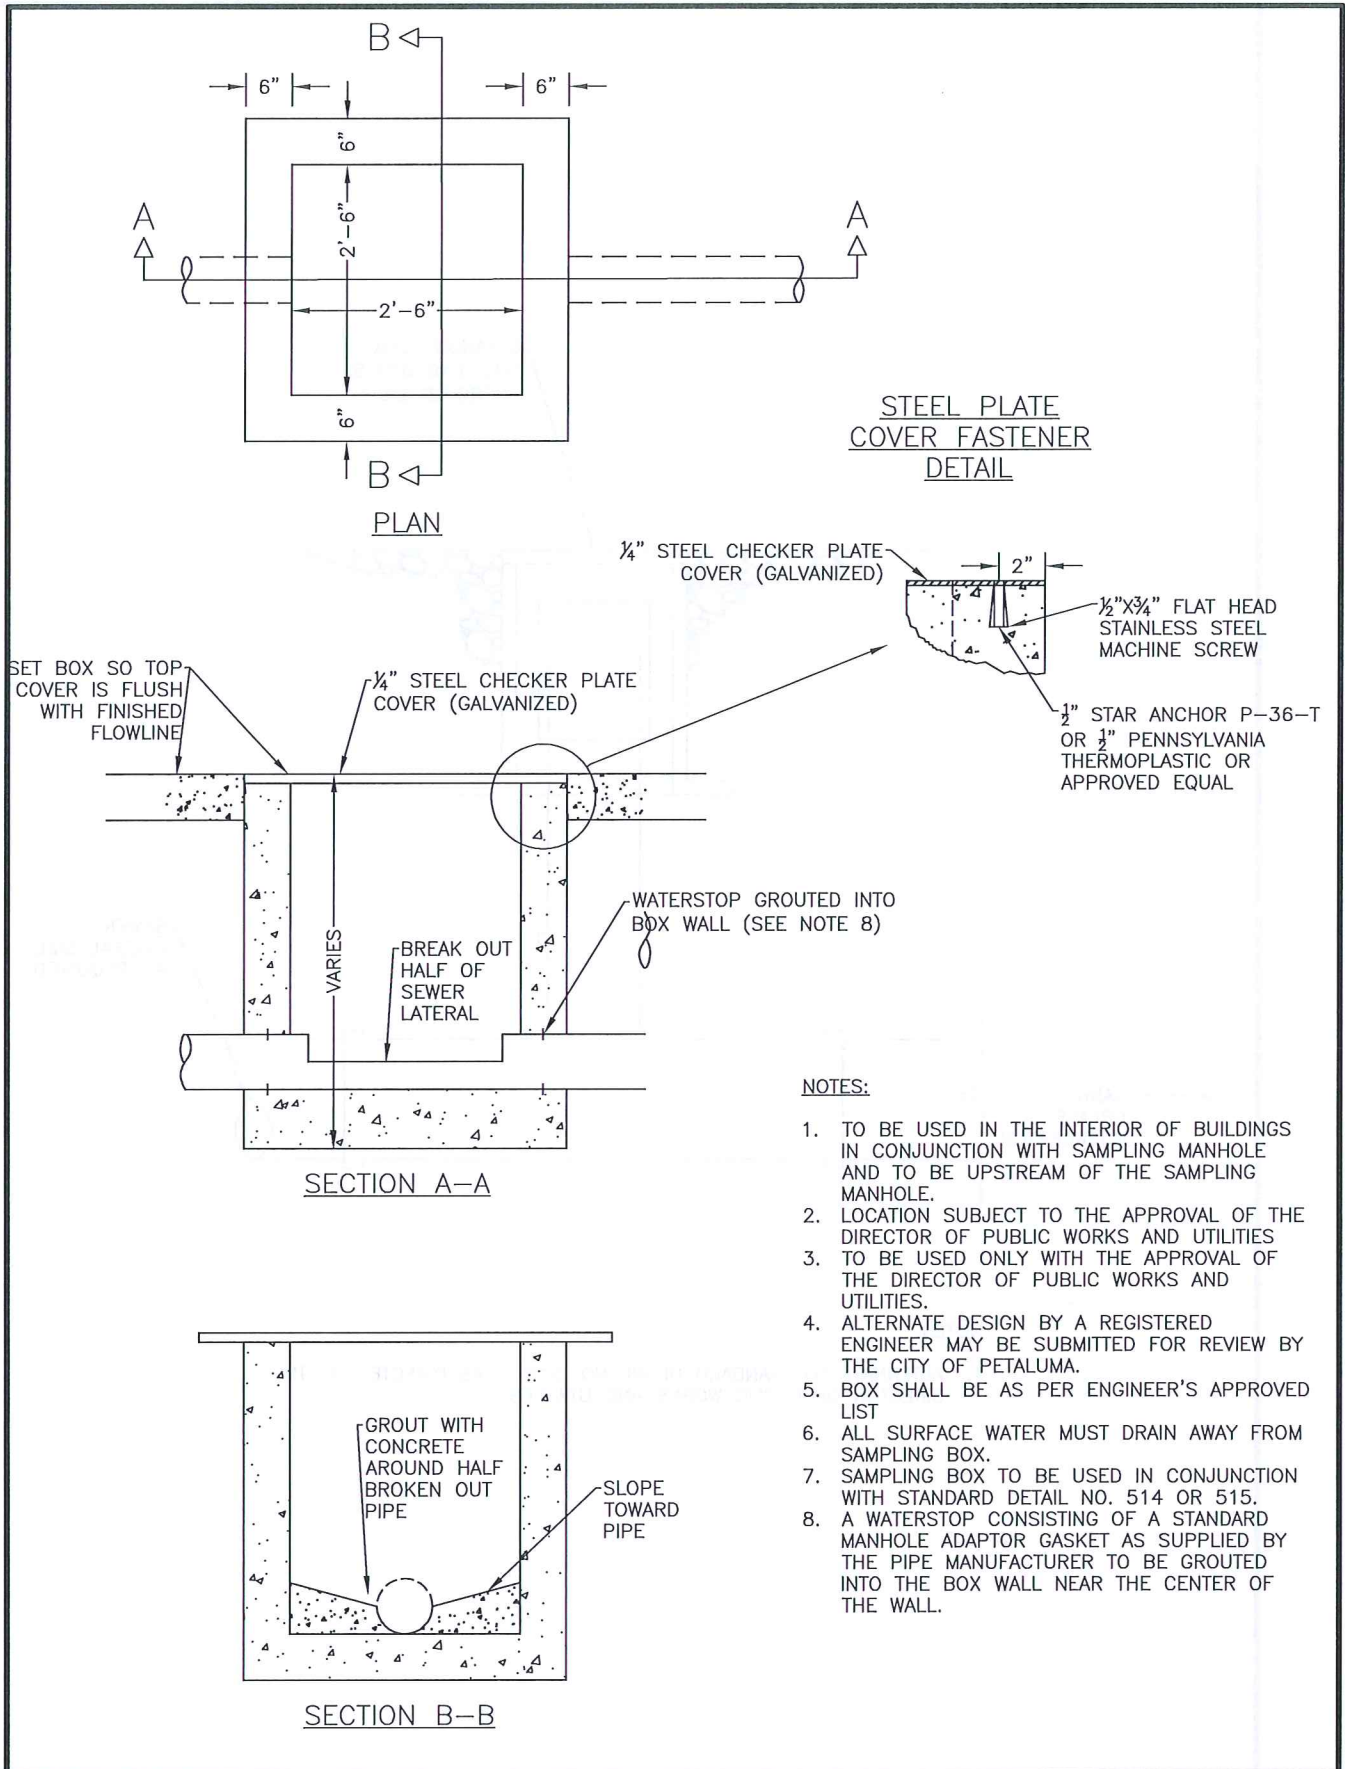 B
6"
6"
6"
2'-6"
A
A
2'-6"
6"
B
PLAN
STEEL PLATE
COVER FASTENER
DETAIL
¼" STEEL CHECKER PLATE
COVER (GALVANIZED)
2"
½"X¾" FLAT HEAD
STAINLESS STEEL
MACHINE SCREW
½" STAR ANCHOR P-36-T
OR ½" PENNSYLVANIA
THERMOPLASTIC OR
APPROVED EQUAL
SET BOX SO TOP
COVER IS FLUSH
WITH FINISHED
FLOWLINE
¼" STEEL CHECKER PLATE
COVER (GALVANIZED)
WATERSTOP GROUTED INTO
BOX WALL (SEE NOTE 8)
VARIES
BREAK OUT
HALF OF
SEWER
LATERAL
SECTION A-A
GROUT WITH
CONCRETE
AROUND HALF
BROKEN OUT
PIPE
SLOPE
TOWARD
PIPE
SECTION B-B
NOTES:
1. TO BE USED IN THE INTERIOR OF BUILDINGS
IN CONJUNCTION WITH SAMPLING MANHOLE
AND TO BE UPSTREAM OF THE SAMPLING
MANHOLE.
2. LOCATION SUBJECT TO THE APPROVAL OF THE
DIRECTOR OF PUBLIC WORKS AND UTILITIES
3. TO BE USED ONLY WITH THE APPROVAL OF
THE DIRECTOR OF PUBLIC WORKS AND
UTILITIES.
4. ALTERNATE DESIGN BY A REGISTERED
ENGINEER MAY BE SUBMITTED FOR REVIEW BY
THE CITY OF PETALUMA.
5. BOX SHALL BE AS PER ENGINEER'S APPROVED
LIST
6. ALL SURFACE WATER MUST DRAIN AWAY FROM
SAMPLING BOX.
7. SAMPLING BOX TO BE USED IN CONJUNCTION
WITH STANDARD DETAIL NO. 514 OR 515.
8. A WATERSTOP CONSISTING OF A STANDARD
MANHOLE ADAPTOR GASKET AS SUPPLIED BY
THE PIPE MANUFACTURER TO BE GROUTED
INTO THE BOX WALL NEAR THE CENTER OF
THE WALL.